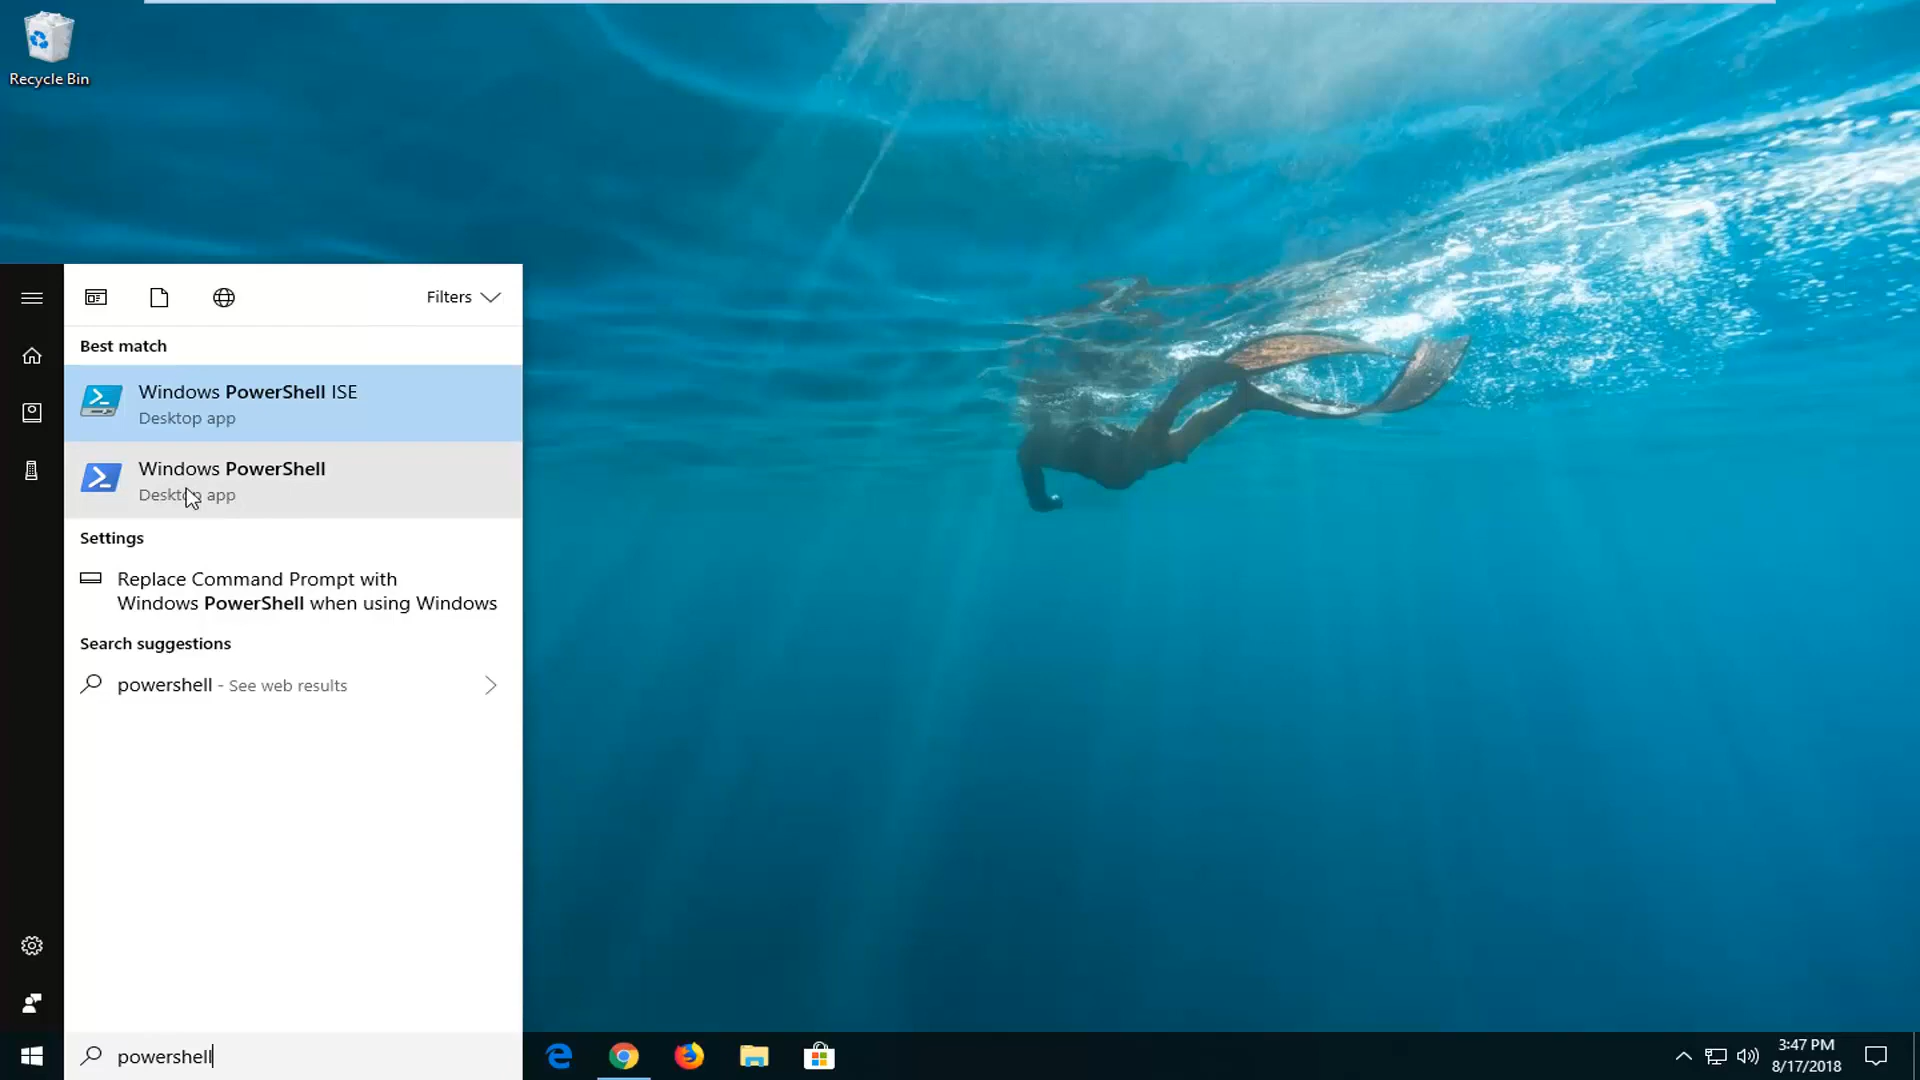 Recycle Bin
Filters
Best match
Windows PowerShell ISE
Desktop app
Windows PowerShell
Desktop app
Settings
Replace Command Prompt with
Windows PowerShell when using Windows
Search suggestions
powershell - See web results
powershell
3:47 PM
8/17/2018